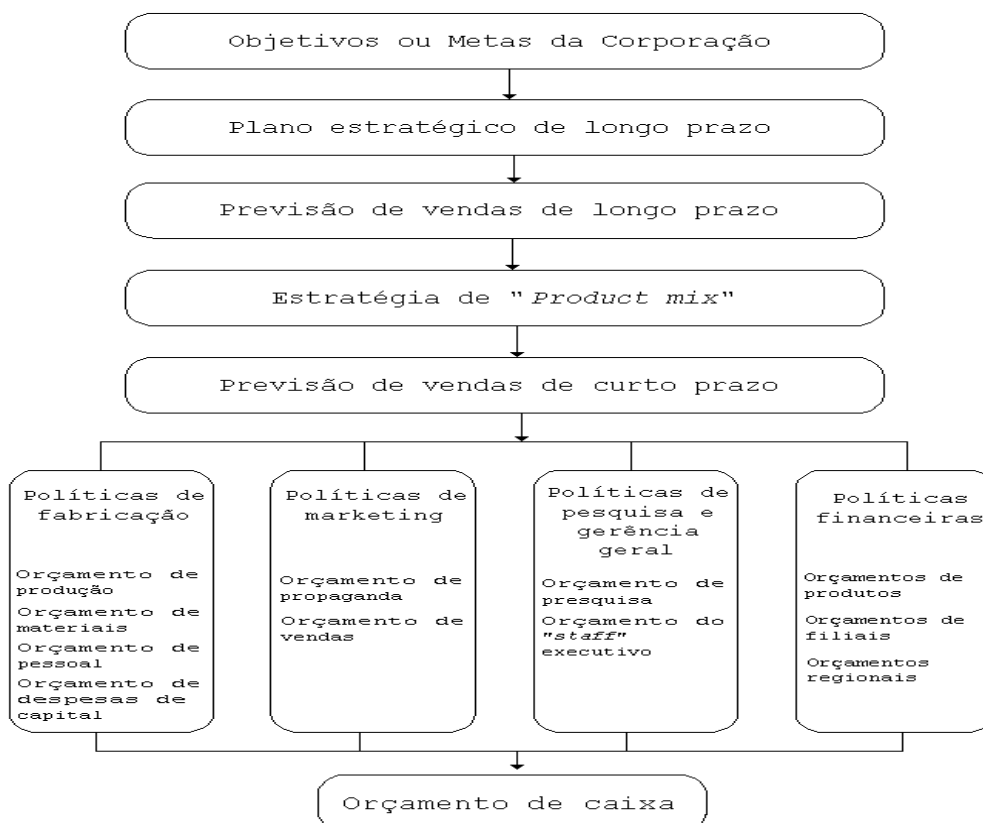 Objetivos ou Metas da Corporação
Plano estratégico de longo prazo
Previsão de vendas de longo prazo
Estratégia de "Product mix"
Previsão de vendas de curto prazo
Políticas de
fabricação
Orçamento de
produção
Orçamento de
materiais
Orçamento de
pessoal
Orçamento de
despesas de
capital
Políticas de
marketing
Orçamento de
propaganda
Orçamento de
vendas
Políticas de
pesquisa e
gerência
geral
Orçamento de
presquisa
Orçamento do
"staff"
executivo
Políticas
financeiras
Orçamentos de
produtos
Orçamentos de
filiais
Orçamentos
regionais
Orçamento de caixa